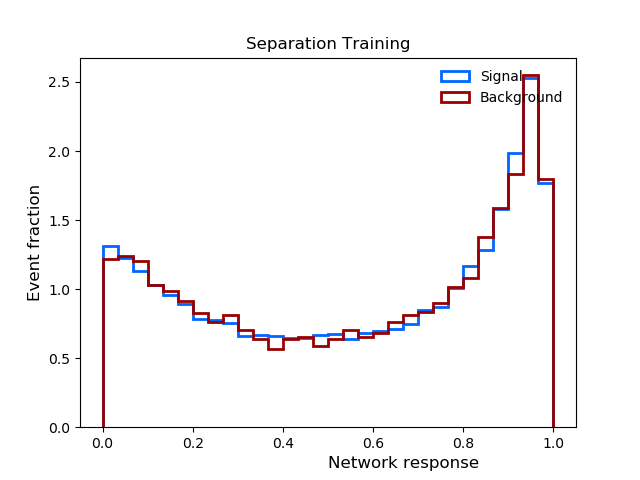 Separation Training
Signal
Background
Event fraction
2.5
2.0
1.5
1.0
0.5
0.0
0.0 0.2 0.4 0.6 0.8 1.0
Network response